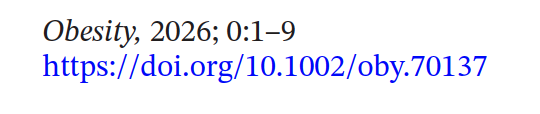 Obesity, 2026; 0:1–9
https://doi.org/10.1002/oby.70137